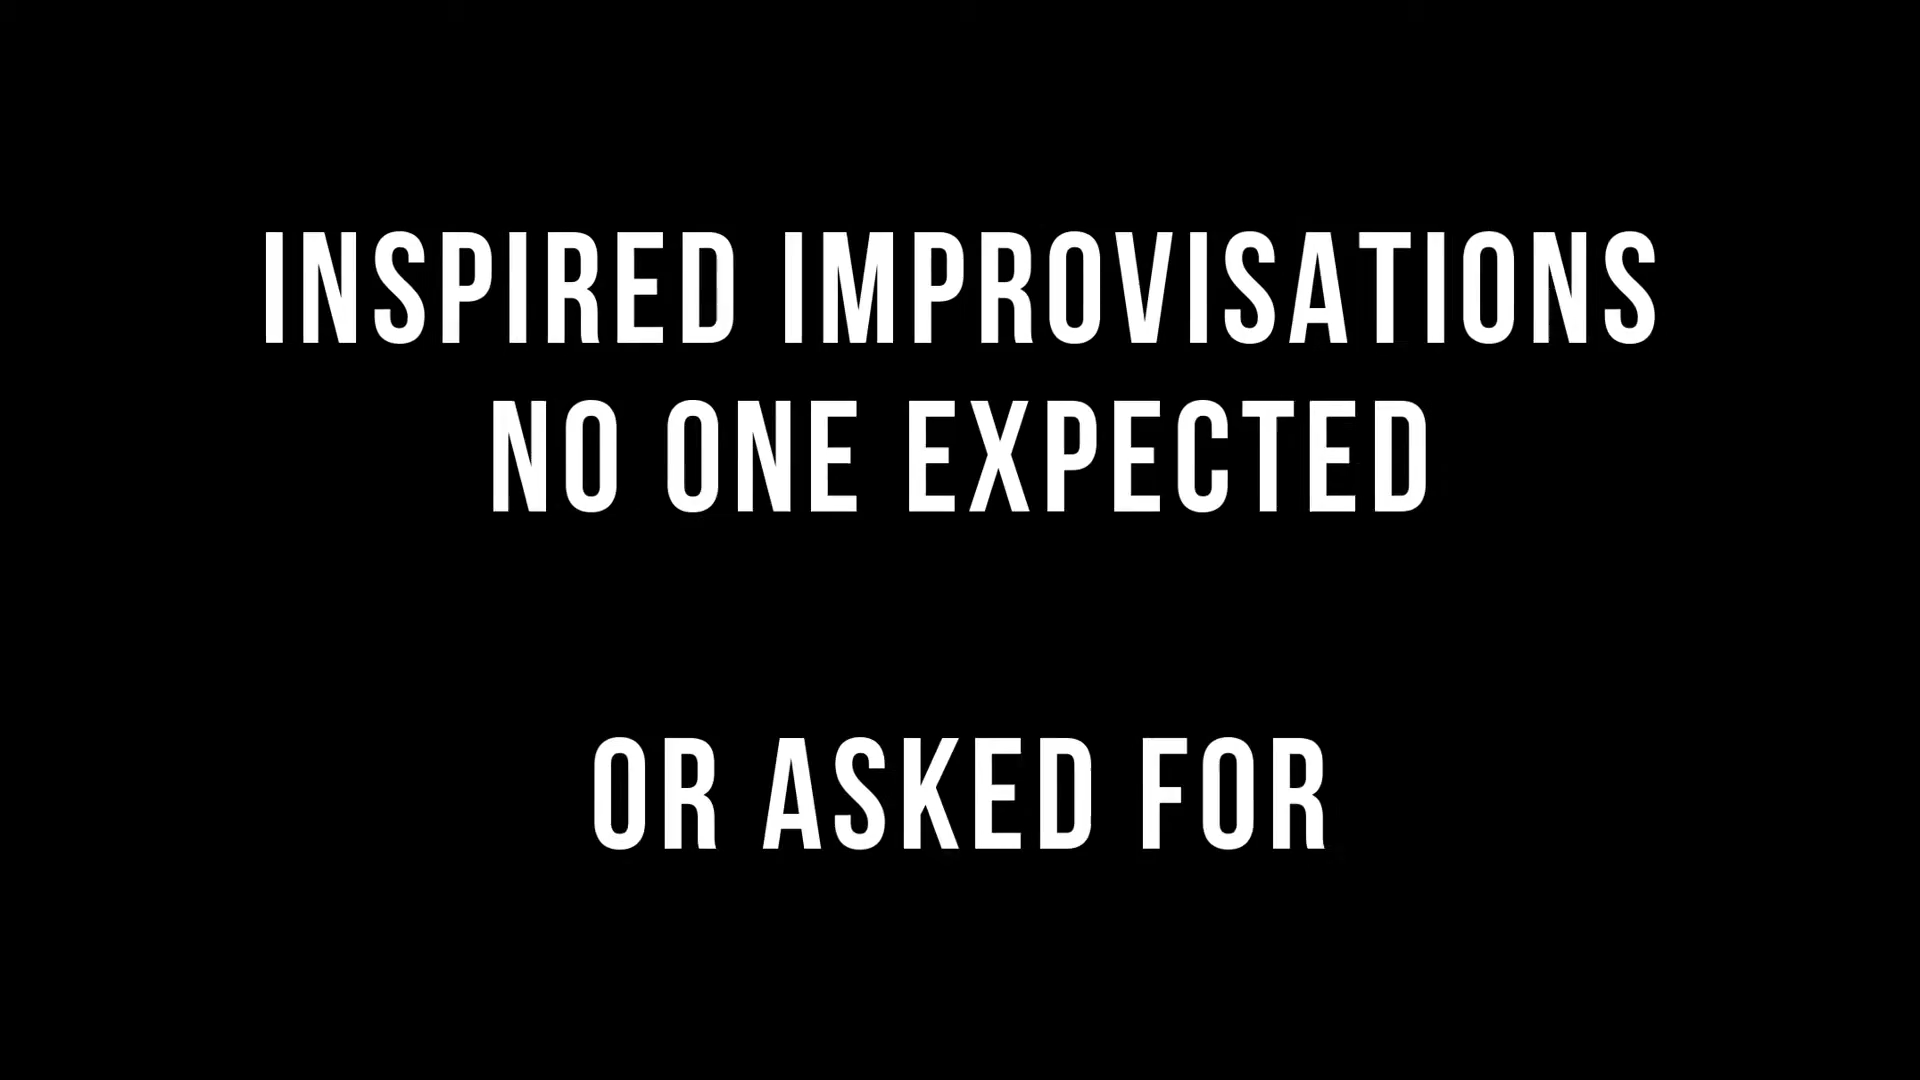 INSPIRED IMPROVISATIONS
NO ONE EXPECTED
OR ASKED FOR